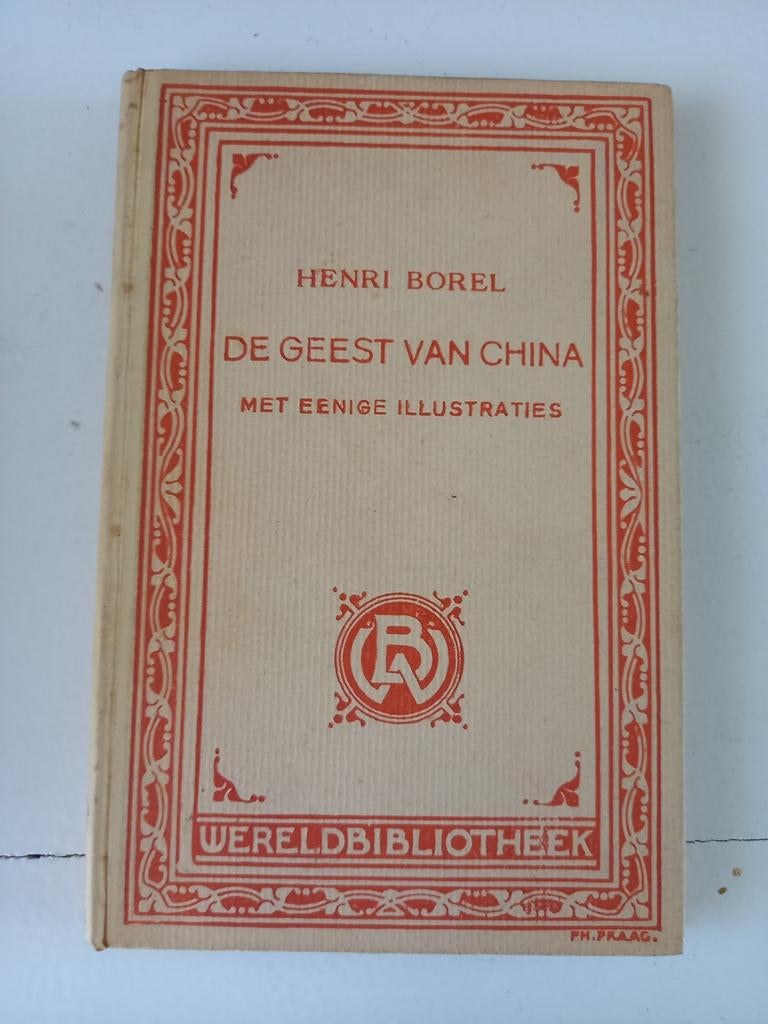 HENRI BOREL
DE GEEST VAN CHINA
MET EENIGE ILLUSTRATIES
WB
WERELDBIBLIOTHEEK
PH. PRAAG.